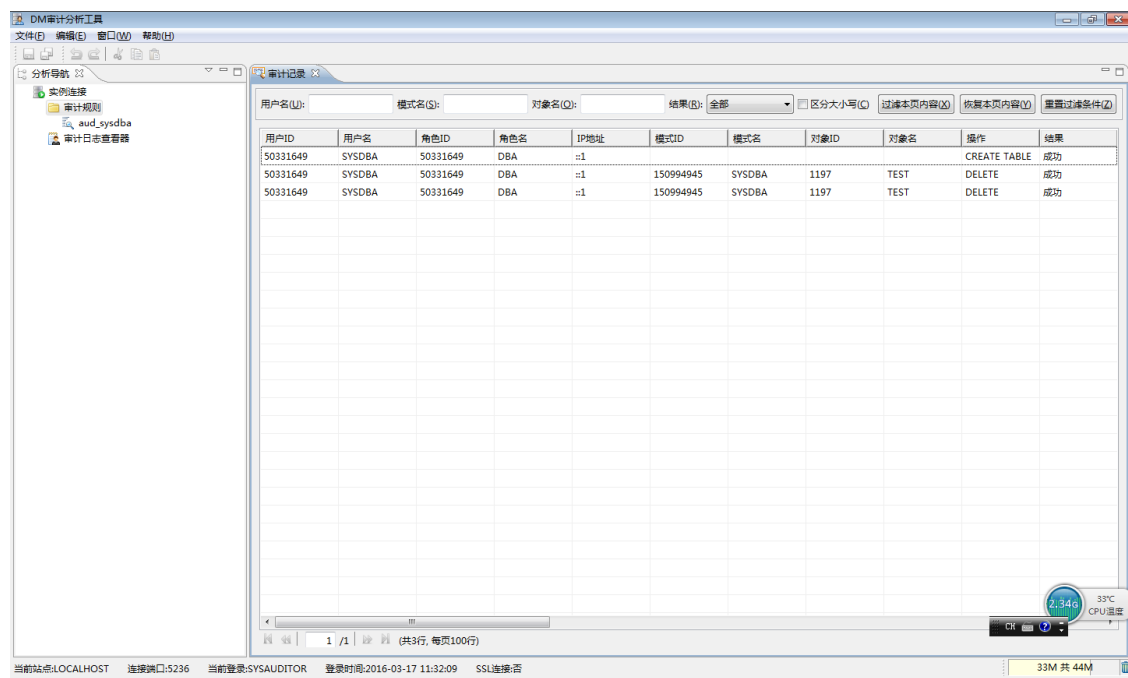 DM审计分析工具
文件(F) 编辑(E) 窗口(W) 帮助(H)
分析导航
审计记录
实例连接
审计规则
aud_sysdba
审计日志查看器
用户名(U): 模式名(S): 对象名(O): 结果(R): 全部 区分大小写(C) 过滤本页内容(X) 恢复本页内容(Y) 重置过滤条件(Z)
用户ID 用户名 角色ID 角色名 IP地址 模式ID 模式名 对象ID 对象名 操作 结果
50331649 SYSDBA 50331649 DBA ::1 CREATE TABLE 成功
50331649 SYSDBA 50331649 DBA ::1 150994945 SYSDBA 1197 TEST DELETE 成功
50331649 SYSDBA 50331649 DBA ::1 150994945 SYSDBA 1197 TEST DELETE 成功
2.34G 33℃
CPU温度
CH
1 /1 (共3行, 每页100行)
当前站点:LOCALHOST 连接端口:5236 当前登录:SYSAUDITOR 登录时间:2016-03-17 11:32:09 SSL连接:否 33M 共 44M